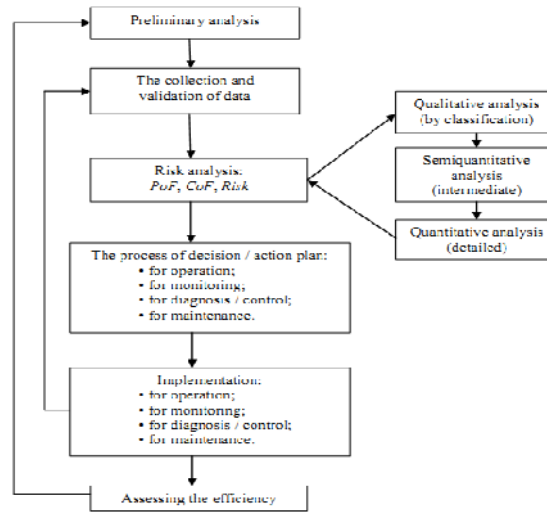 Preliminary analysis
The collection and
validation of data
Risk analysis:
PoF, CoF, Risk
Qualitative analysis
(by classification)
Semiquantitative
analysis
(intermediate)
Quantitative analysis
(detailed)
The process of decision / action plan:
• for operation;
• for monitoring;
• for diagnosis / control;
• for maintenance.
Implementation:
• for operation;
• for monitoring;
• for diagnosis / control;
• for maintenance.
Assessing the efficiency